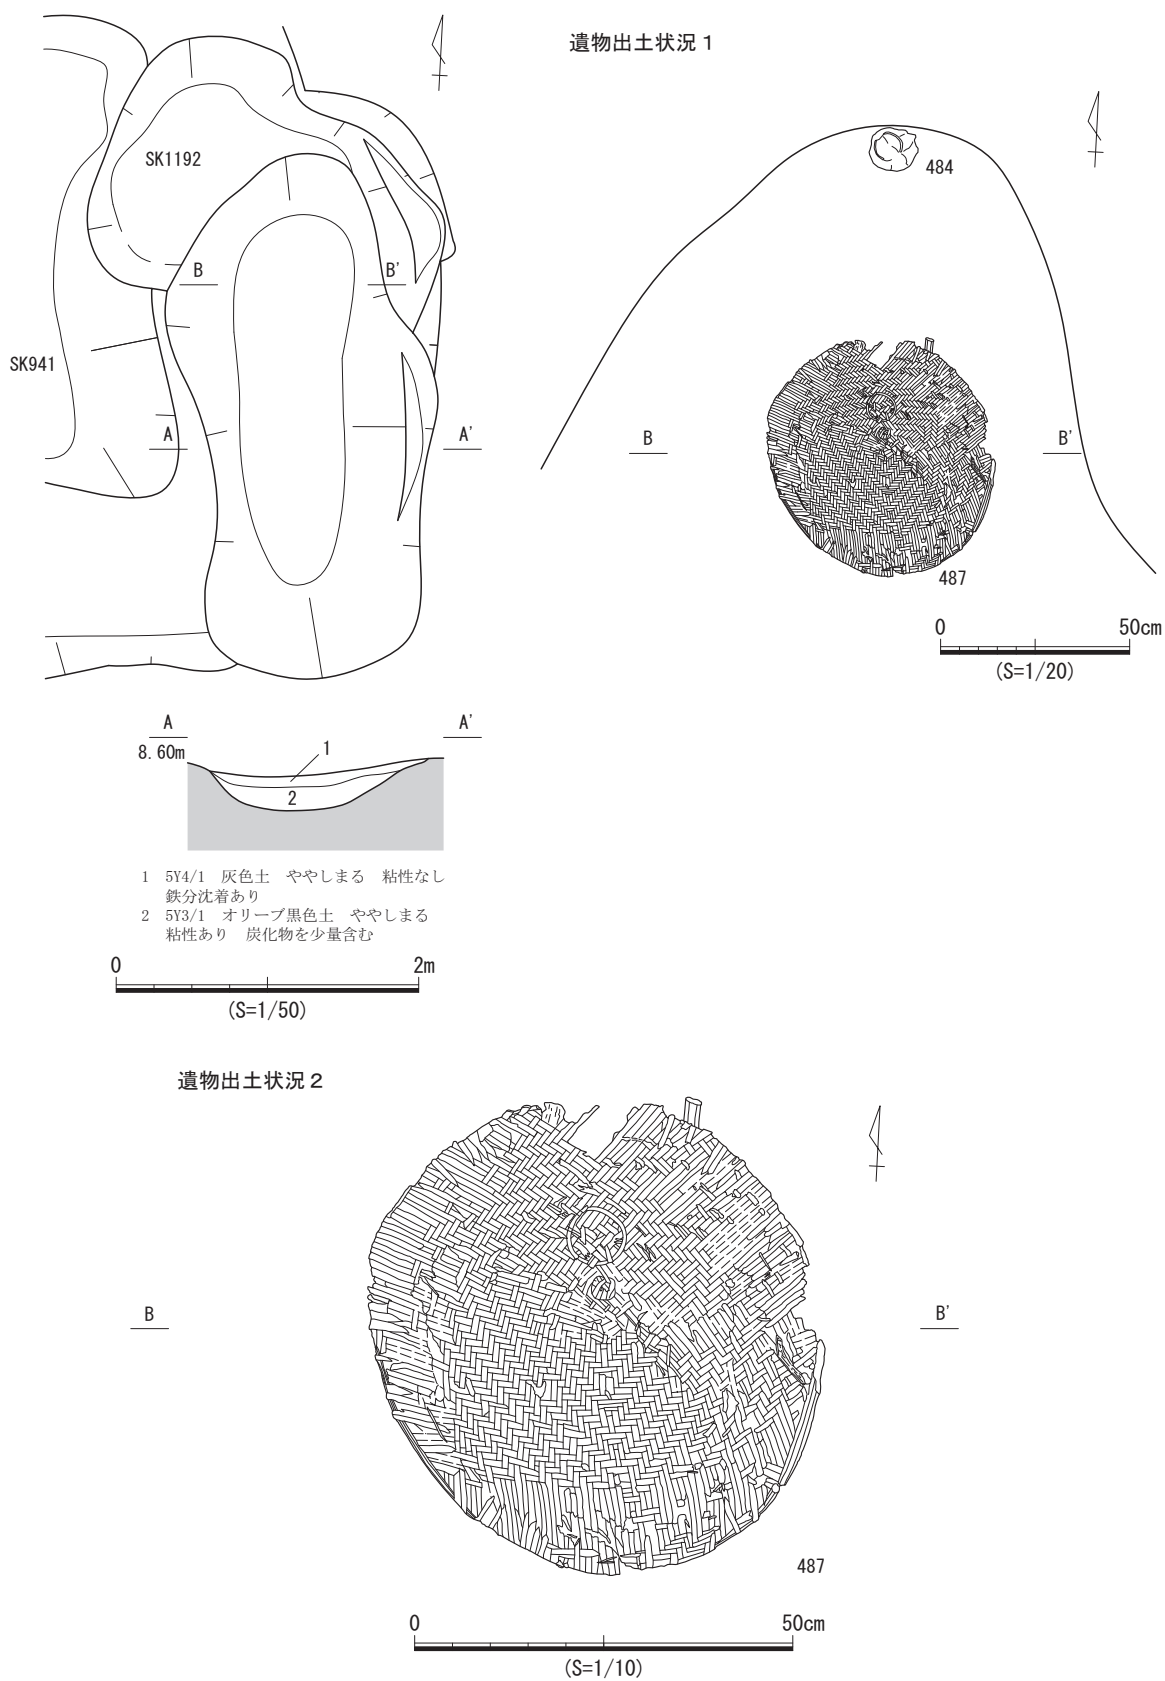 遺物出土状況１
SK1192
484
B
B'
SK941
A
A'
B
B'
487
0
50cm
(S=1/20)
A
A'
8.60m
1
2
1　5Y4/1　灰色土　ややしまる　粘性なし
鉄分沈着あり
2　5Y3/1　オリーブ黒色土　ややしまる
粘性あり　炭化物を少量含む
0
2m
(S=1/50)
遺物出土状況２
B
B'
487
0
50cm
(S=1/10)